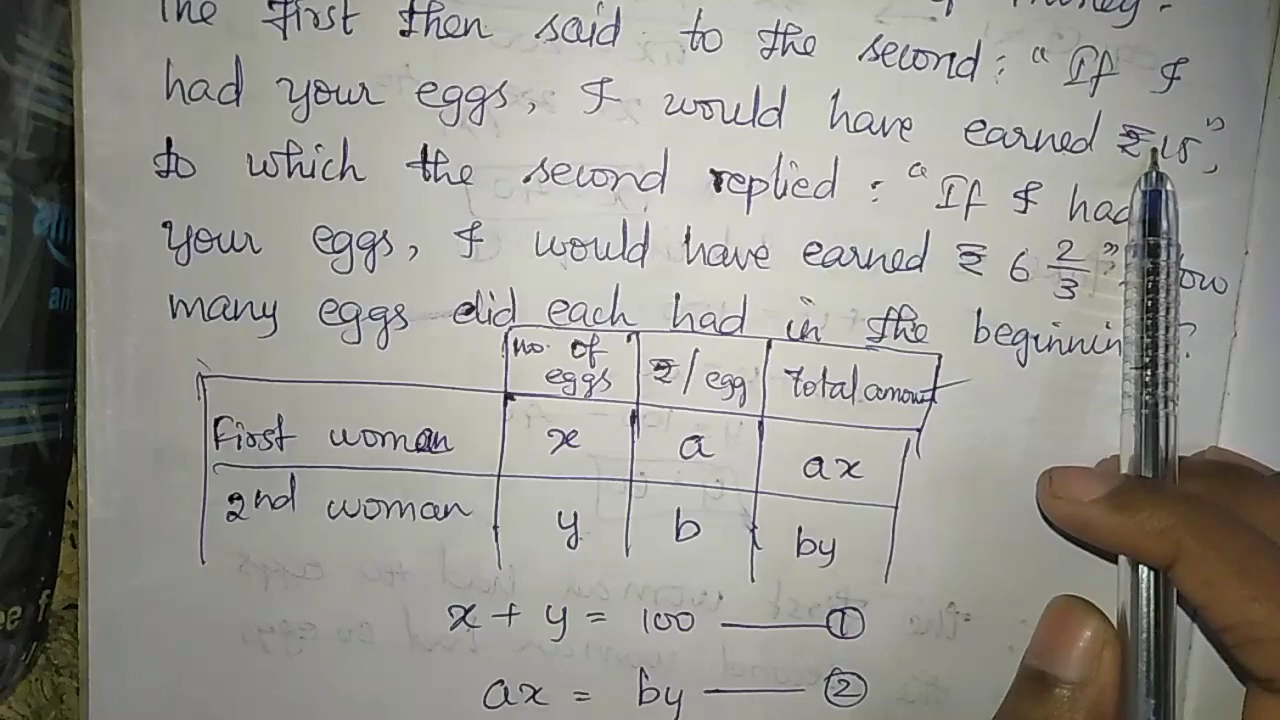 The first then said to the second: "If I
had your eggs, I would have earned ₹ 15",
to which the second replied: "If I had
your eggs, I would have earned ₹ 6 2/3"
many eggs did each had in the
no. of eggs ₹/egg total amount
First woman x a ax
2nd woman y b by
x + y = 100 —— ①
ax = by —— ②